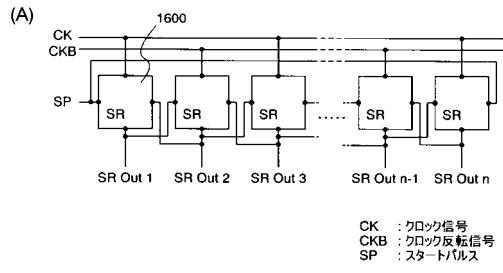 (A)
1600
CK
CKB
SP
SR SR SR SR SR
SR Out 1 SR Out 2 SR Out 3 SR Out n-1 SR Out n
CK : クロック信号
CKB : クロック反転信号
SP : スタートパルス